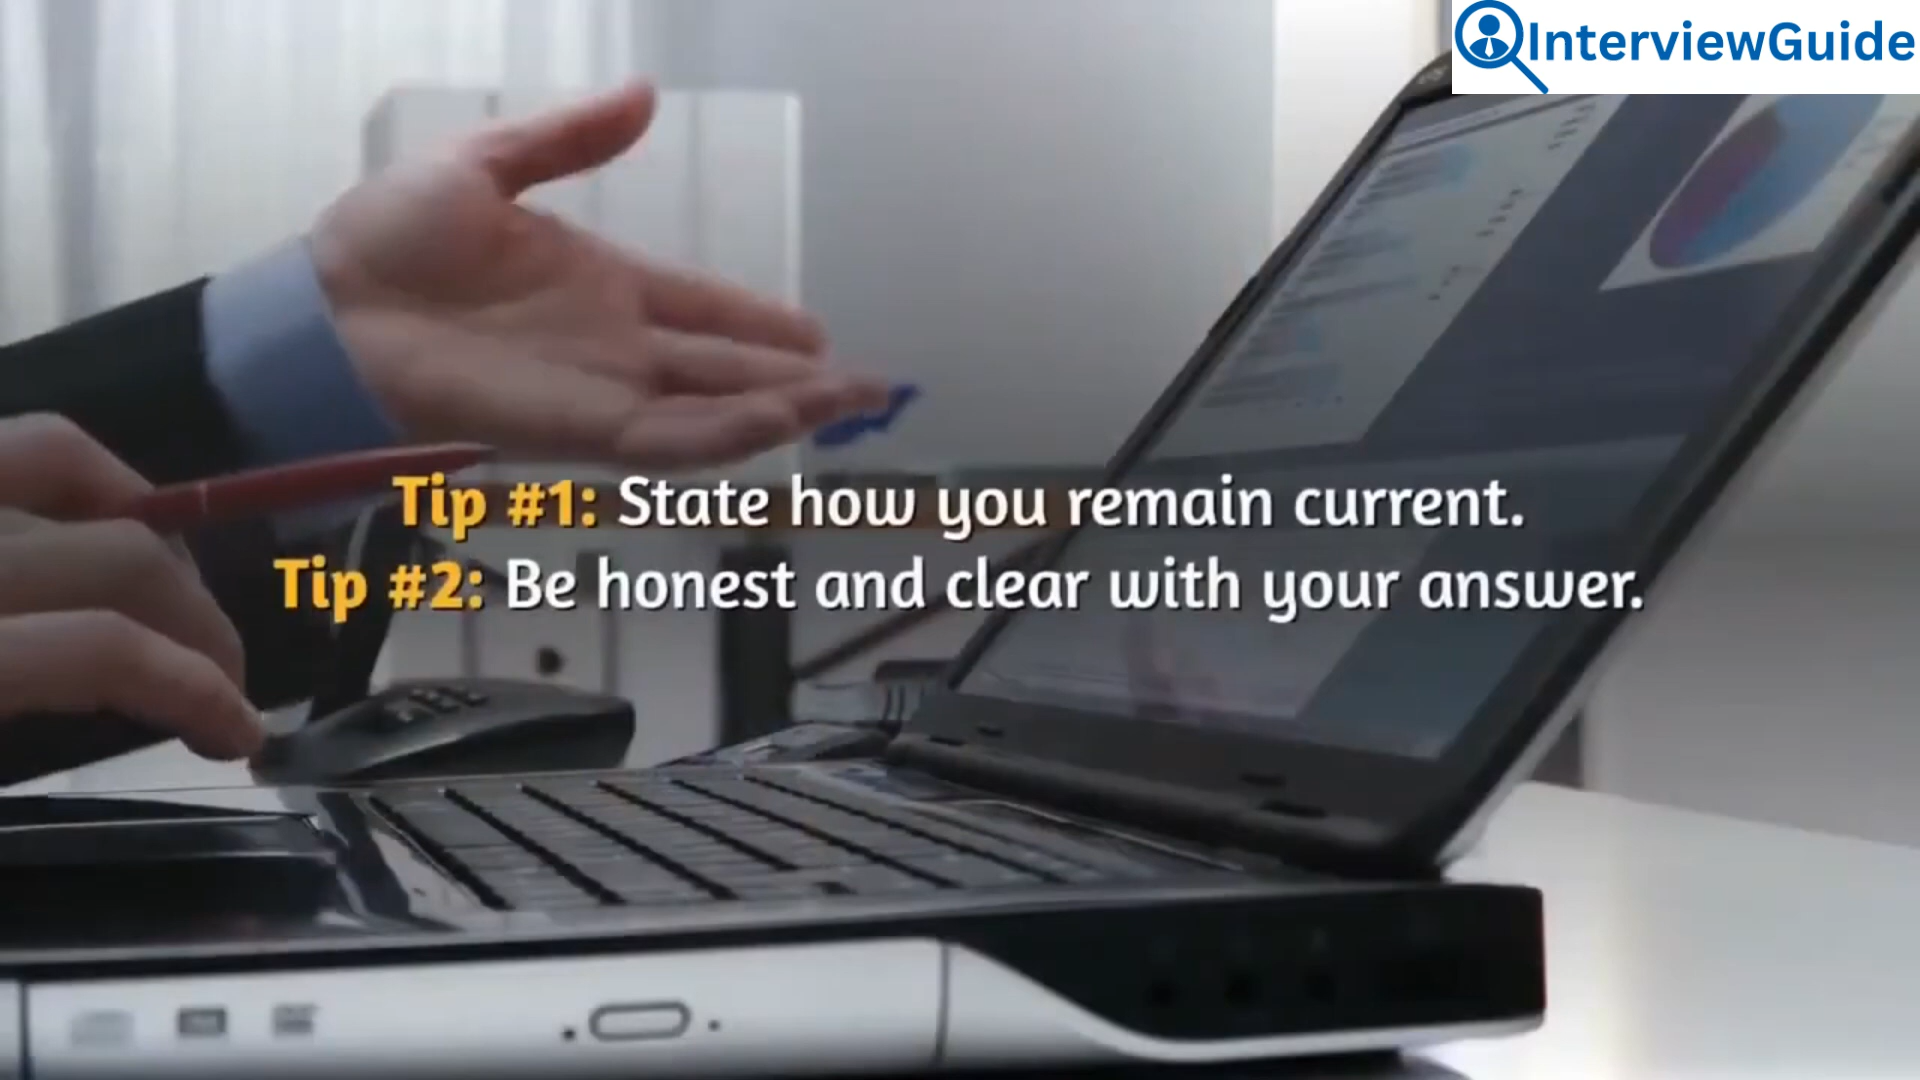 InterviewGuide
Tip #1: State how you remain current.
Tip #2: Be honest and clear with your answer.